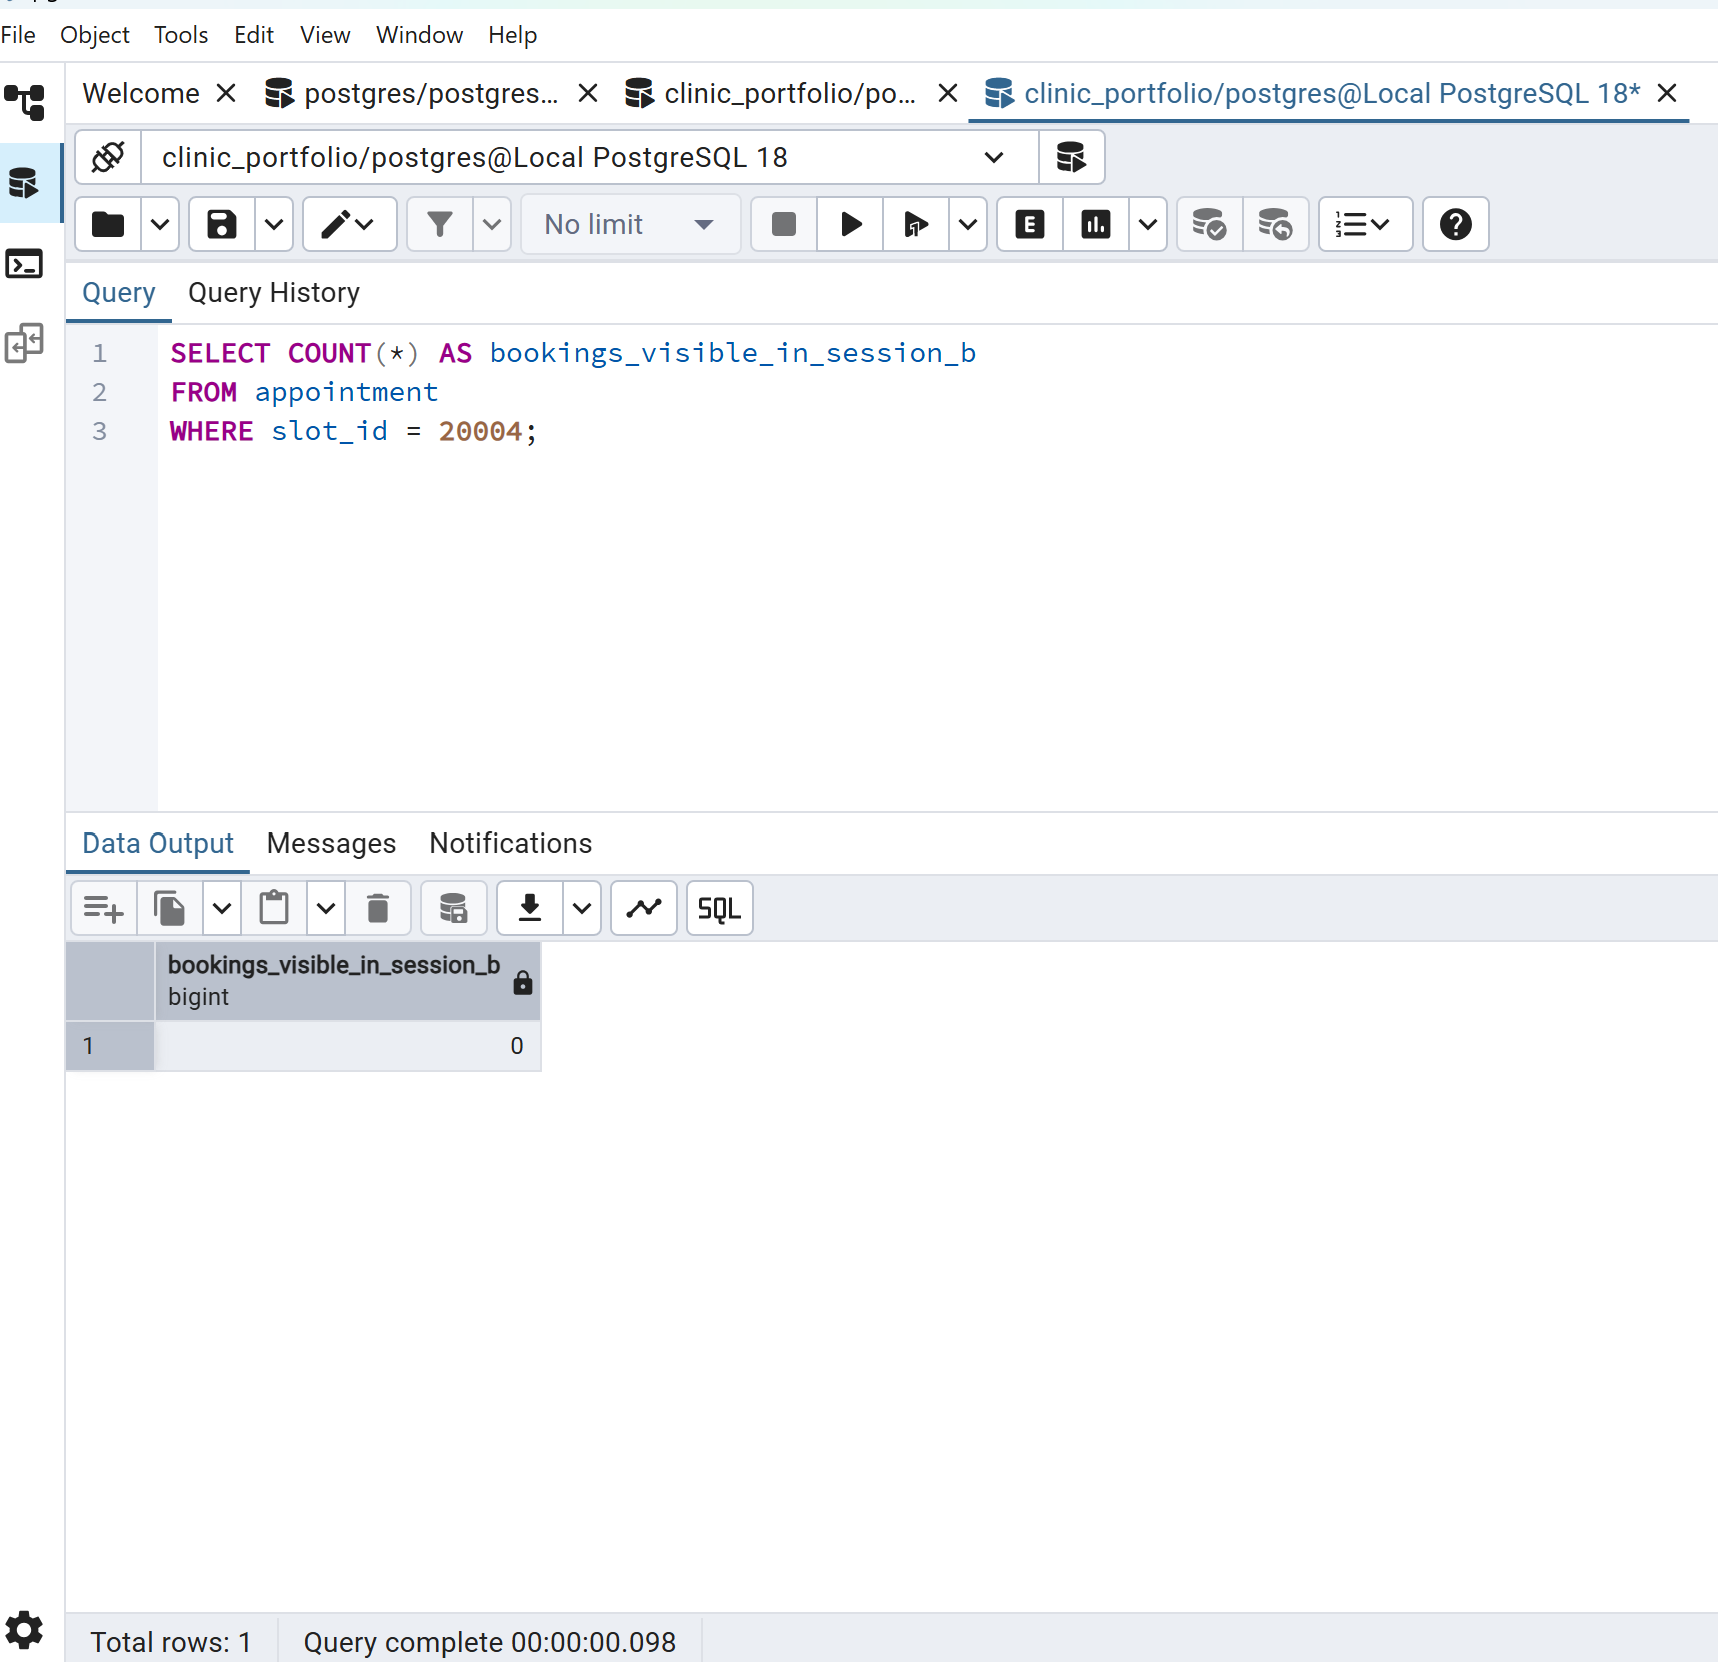 File Object Tools Edit View Window Help
Welcome postgres/postgres... clinic_portfolio/po... clinic_portfolio/postgres@Local PostgreSQL 18*
clinic_portfolio/postgres@Local PostgreSQL 18
No limit E
Query Query History
1 SELECT COUNT(*) AS bookings_visible_in_session_b
2 FROM appointment
3 WHERE slot_id = 20004;
Data Output Messages Notifications
SQL
bookings_visible_in_session_b
bigint
1 0
Total rows: 1 Query complete 00:00:00.098